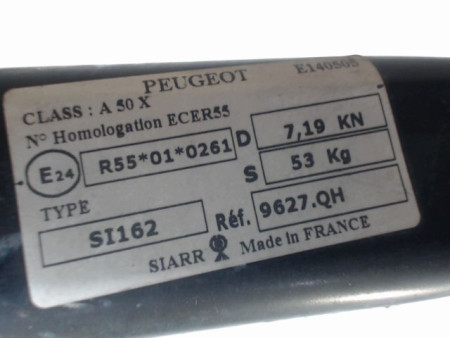 PEUGEOT E140505
CLASS : A 50 X
N° Homologation ECER55
E24 R55*01*0261 D 7,19 KN
S 53 Kg
TYPE
SI162 Réf. 9627.QH
SIARR Made in FRANCE